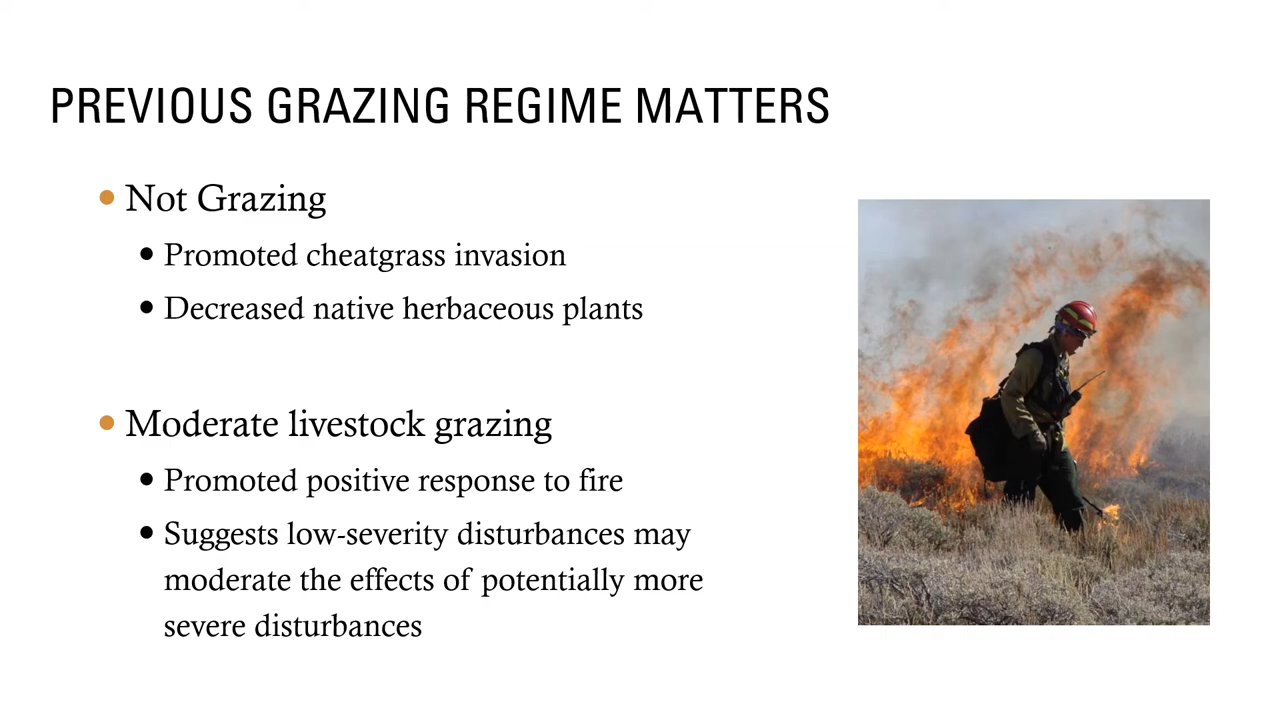 PREVIOUS GRAZING REGIME MATTERS
• Not Grazing
• Promoted cheatgrass invasion
• Decreased native herbaceous plants
• Moderate livestock grazing
• Promoted positive response to fire
• Suggests low-severity disturbances may
moderate the effects of potentially more
severe disturbances